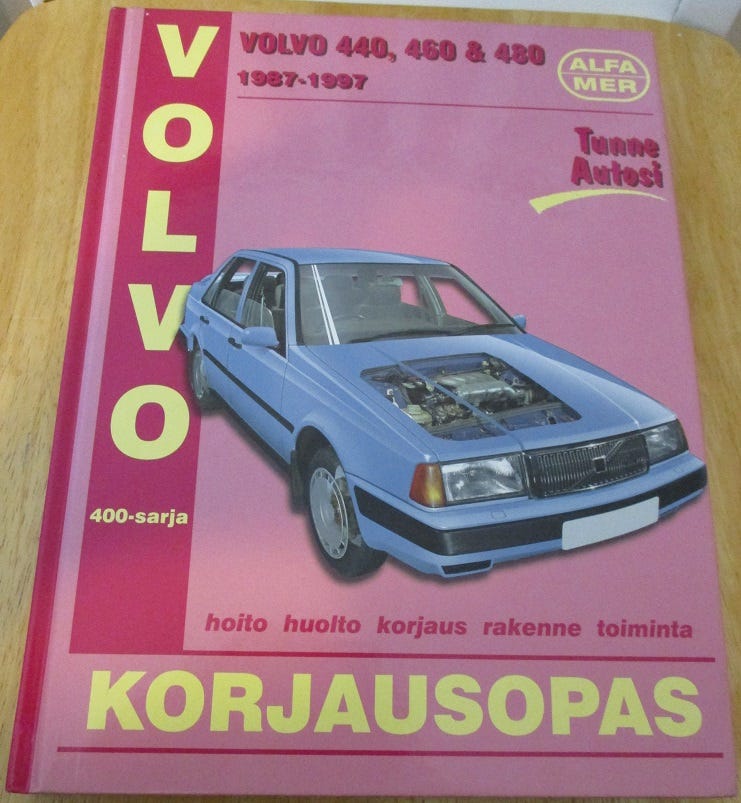 VOLVO
VOLVO 440, 460 & 480
1987-1997
ALFA
MER
Tunne
Autosi
400-sarja
hoito huolto korjaus rakenne toiminta
KORJAUSOPAS